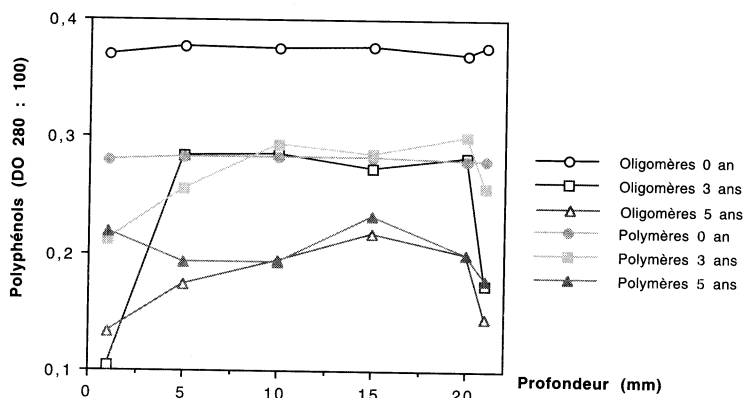 0,4
0,3
0,2
0,1
Polyphénols (DO 280 : 100)
0
5
10
15
20
Profondeur (mm)
Oligomères 0 an
Oligomères 3 ans
Oligomères 5 ans
Polymères 0 an
Polymères 3 ans
Polymères 5 ans